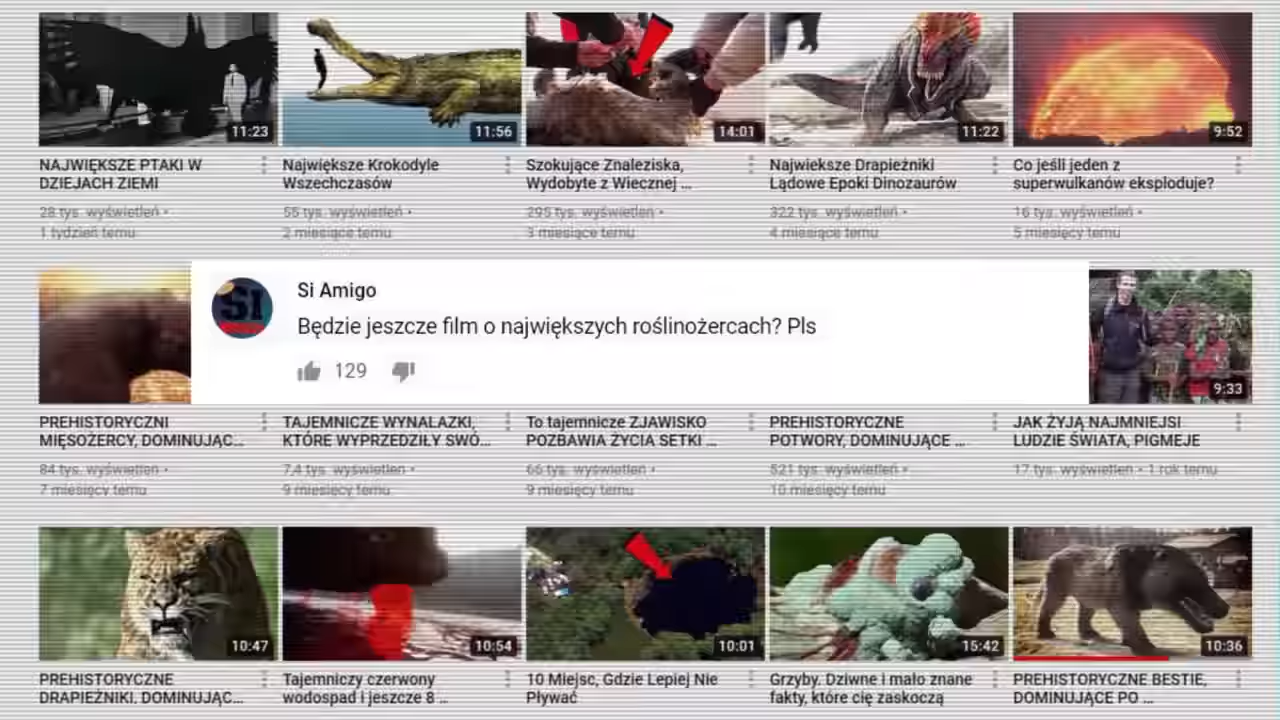 11:23
11:56
14:01
11:22
9:52
NAJWIĘKSZE PTAKI W
DZIEJACH ZIEMI
28 tys. wyświetleń •
1 tydzień temu
Największe Krokodyle
Wszechczasów
55 tys. wyświetleń •
2 miesiące temu
Szokujące Znaleziska,
Wydobyte z Wiecznej ...
295 tys. wyświetleń •
3 miesiące temu
Najwieksze Drapieżniki
Lądowe Epoki Dinozaurów
322 tys. wyświetleń •
4 miesiące temu
Co jeśli jeden z
superwulkanów eksploduje?
16 tys. wyświetleń •
5 miesięcy temu
SI
Si Amigo
Będzie jeszcze film o największych roślinożercach? Pls
129
9:33
PREHISTORYCZNI
MIĘSOŻERCY, DOMINUJĄC...
84 tys. wyświetleń •
7 miesięcy temu
TAJEMNICZE WYNALAZKI,
KTÓRE WYPRZEDZIŁY SWÓ...
7,4 tys. wyświetleń •
9 miesięcy temu
To tajemnicze ZJAWISKO
POZBAWIA ŻYCIA SETKI ...
66 tys. wyświetleń •
9 miesięcy temu
PREHISTORYCZNE
POTWORY, DOMINUJĄCE ...
521 tys. wyświetleń •
10 miesięcy temu
JAK ŻYJĄ NAJMNIEJSI
LUDZIE ŚWIATA, PIGMEJE
17 tys. wyświetleń • 1 rok temu
10:47
10:54
10:01
15:42
10:36
PREHISTORYCZNE
DRAPIEŻNIKI, DOMINUJĄC...
Tajemniczy czerwony
wodospad i jeszcze 8 ...
10 Miejsc, Gdzie Lepiej Nie
Pływać
Grzyby. Dziwne i mało znane
fakty, które cię zaskoczą
PREHISTORYCZNE BESTIE,
DOMINUJĄCE PO ...